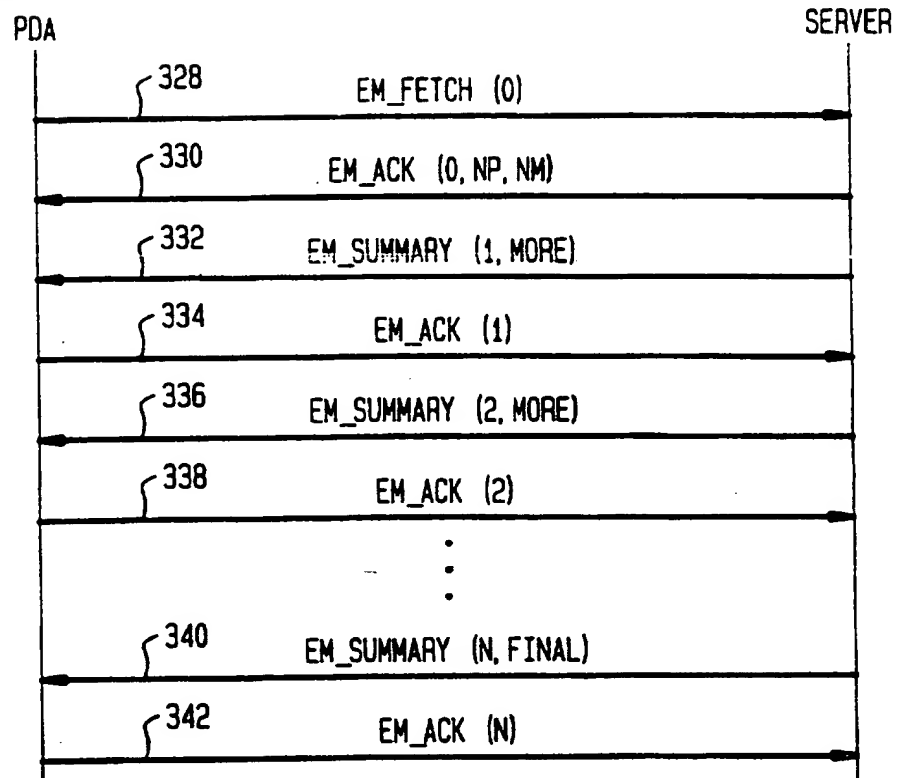 PDA
SERVER
328
EM_FETCH (0)
330
EM_ACK (0, NP, NM)
332
EM_SUMMARY (1, MORE)
334
EM_ACK (1)
336
EM_SUMMARY (2, MORE)
338
EM_ACK (2)
340
EM_SUMMARY (N, FINAL)
342
EM_ACK (N)